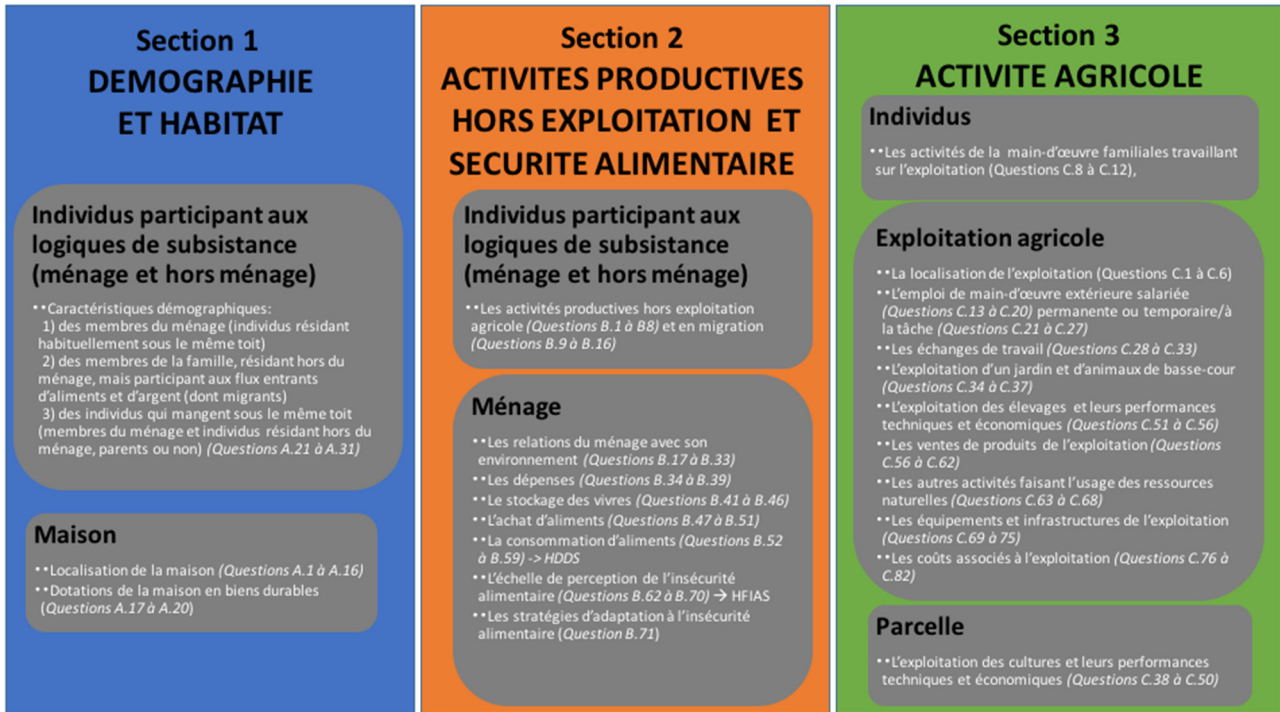 Section 1
DEMOGRAPHIE
ET HABITAT
Individus participant aux
logiques de subsistance
(ménage et hors ménage)
••Caractéristiques démographiques:
1) des membres du ménage (individus résidant
habituellement sous le même toit)
2) des membres de la famille, résidant hors du
ménage, mais participant aux flux entrants
d'aliments et d'argent (dont migrants)
3) des individus qui mangent sous le même toit
(membres du ménage et individus résidant hors du
ménage, parents ou non) (Questions A.21 à A.31)
Maison
••Localisation de la maison (Questions A.1 à A.16)
••Dotations de la maison en biens durables
(Questions A.17 à A.20)
Section 2
ACTIVITES PRODUCTIVES
HORS EXPLOITATION ET
SECURITE ALIMENTAIRE
Individus participant aux
logiques de subsistance
(ménage et hors ménage)
••Les activités productives hors exploitation
agricole (Questions B.1 à B8) et en migration
(Questions B.9 à B.16)
Ménage
••Les relations du ménage avec son
environnement (Questions B.17 à B.33)
••Les dépenses (Questions B.34 à B.39)
••Le stockage des vivres (Questions B.41 à B.46)
••L'achat d'aliments (Questions B.47 à B.51)
••La consommation d'aliments (Questions B.52
à B.59) -> HDDS
••L'échelle de perception de l'insécurité
alimentaire (Questions B.62 à B.70) → HFIAS
••Les stratégies d'adaptation à l'insécurité
alimentaire (Question B.71)
Section 3
ACTIVITE AGRICOLE
Individus
••Les activités de la main-d'œuvre familiales travaillant
sur l'exploitation (Questions C.8 à C.12),
Exploitation agricole
••La localisation de l'exploitation (Questions C.1 à C.6)
••L'emploi de main-d'œuvre extérieure salariée
(Questions C.13 à C.20) permanente ou temporaire/à
la tâche (Questions C.21 à C.27)
••Les échanges de travail (Questions C.28 à C.33)
••L'exploitation d'un jardin et d'animaux de basse-cour
(Questions C.34 à C.37)
••L'exploitation des élevages et leurs performances
techniques et économiques (Questions C.51 à C.56)
••Les ventes de produits de l'exploitation (Questions
C.56 à C.62)
••Les autres activités faisant l'usage des ressources
naturelles (Questions C.63 à C.68)
••Les équipements et infrastructures de l'exploitation
(Questions C.69 à 75)
••Les coûts associés à l'exploitation (Questions C.76 à
C.82)
Parcelle
••L'exploitation des cultures et leurs performances
techniques et économiques (Questions C.38 à C.50)